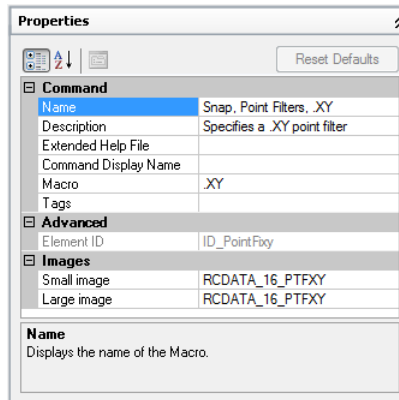 Properties
Reset Defaults
Command
Name Snap, Point Filters, .XY
Description Specifies a .XY point filter
Extended Help File
Command Display Name
Macro .XY
Tags
Advanced
Element ID ID_PointFixy
Images
Small image RCDATA_16_PTFXY
Large image RCDATA_16_PTFXY
Name
Displays the name of the Macro.